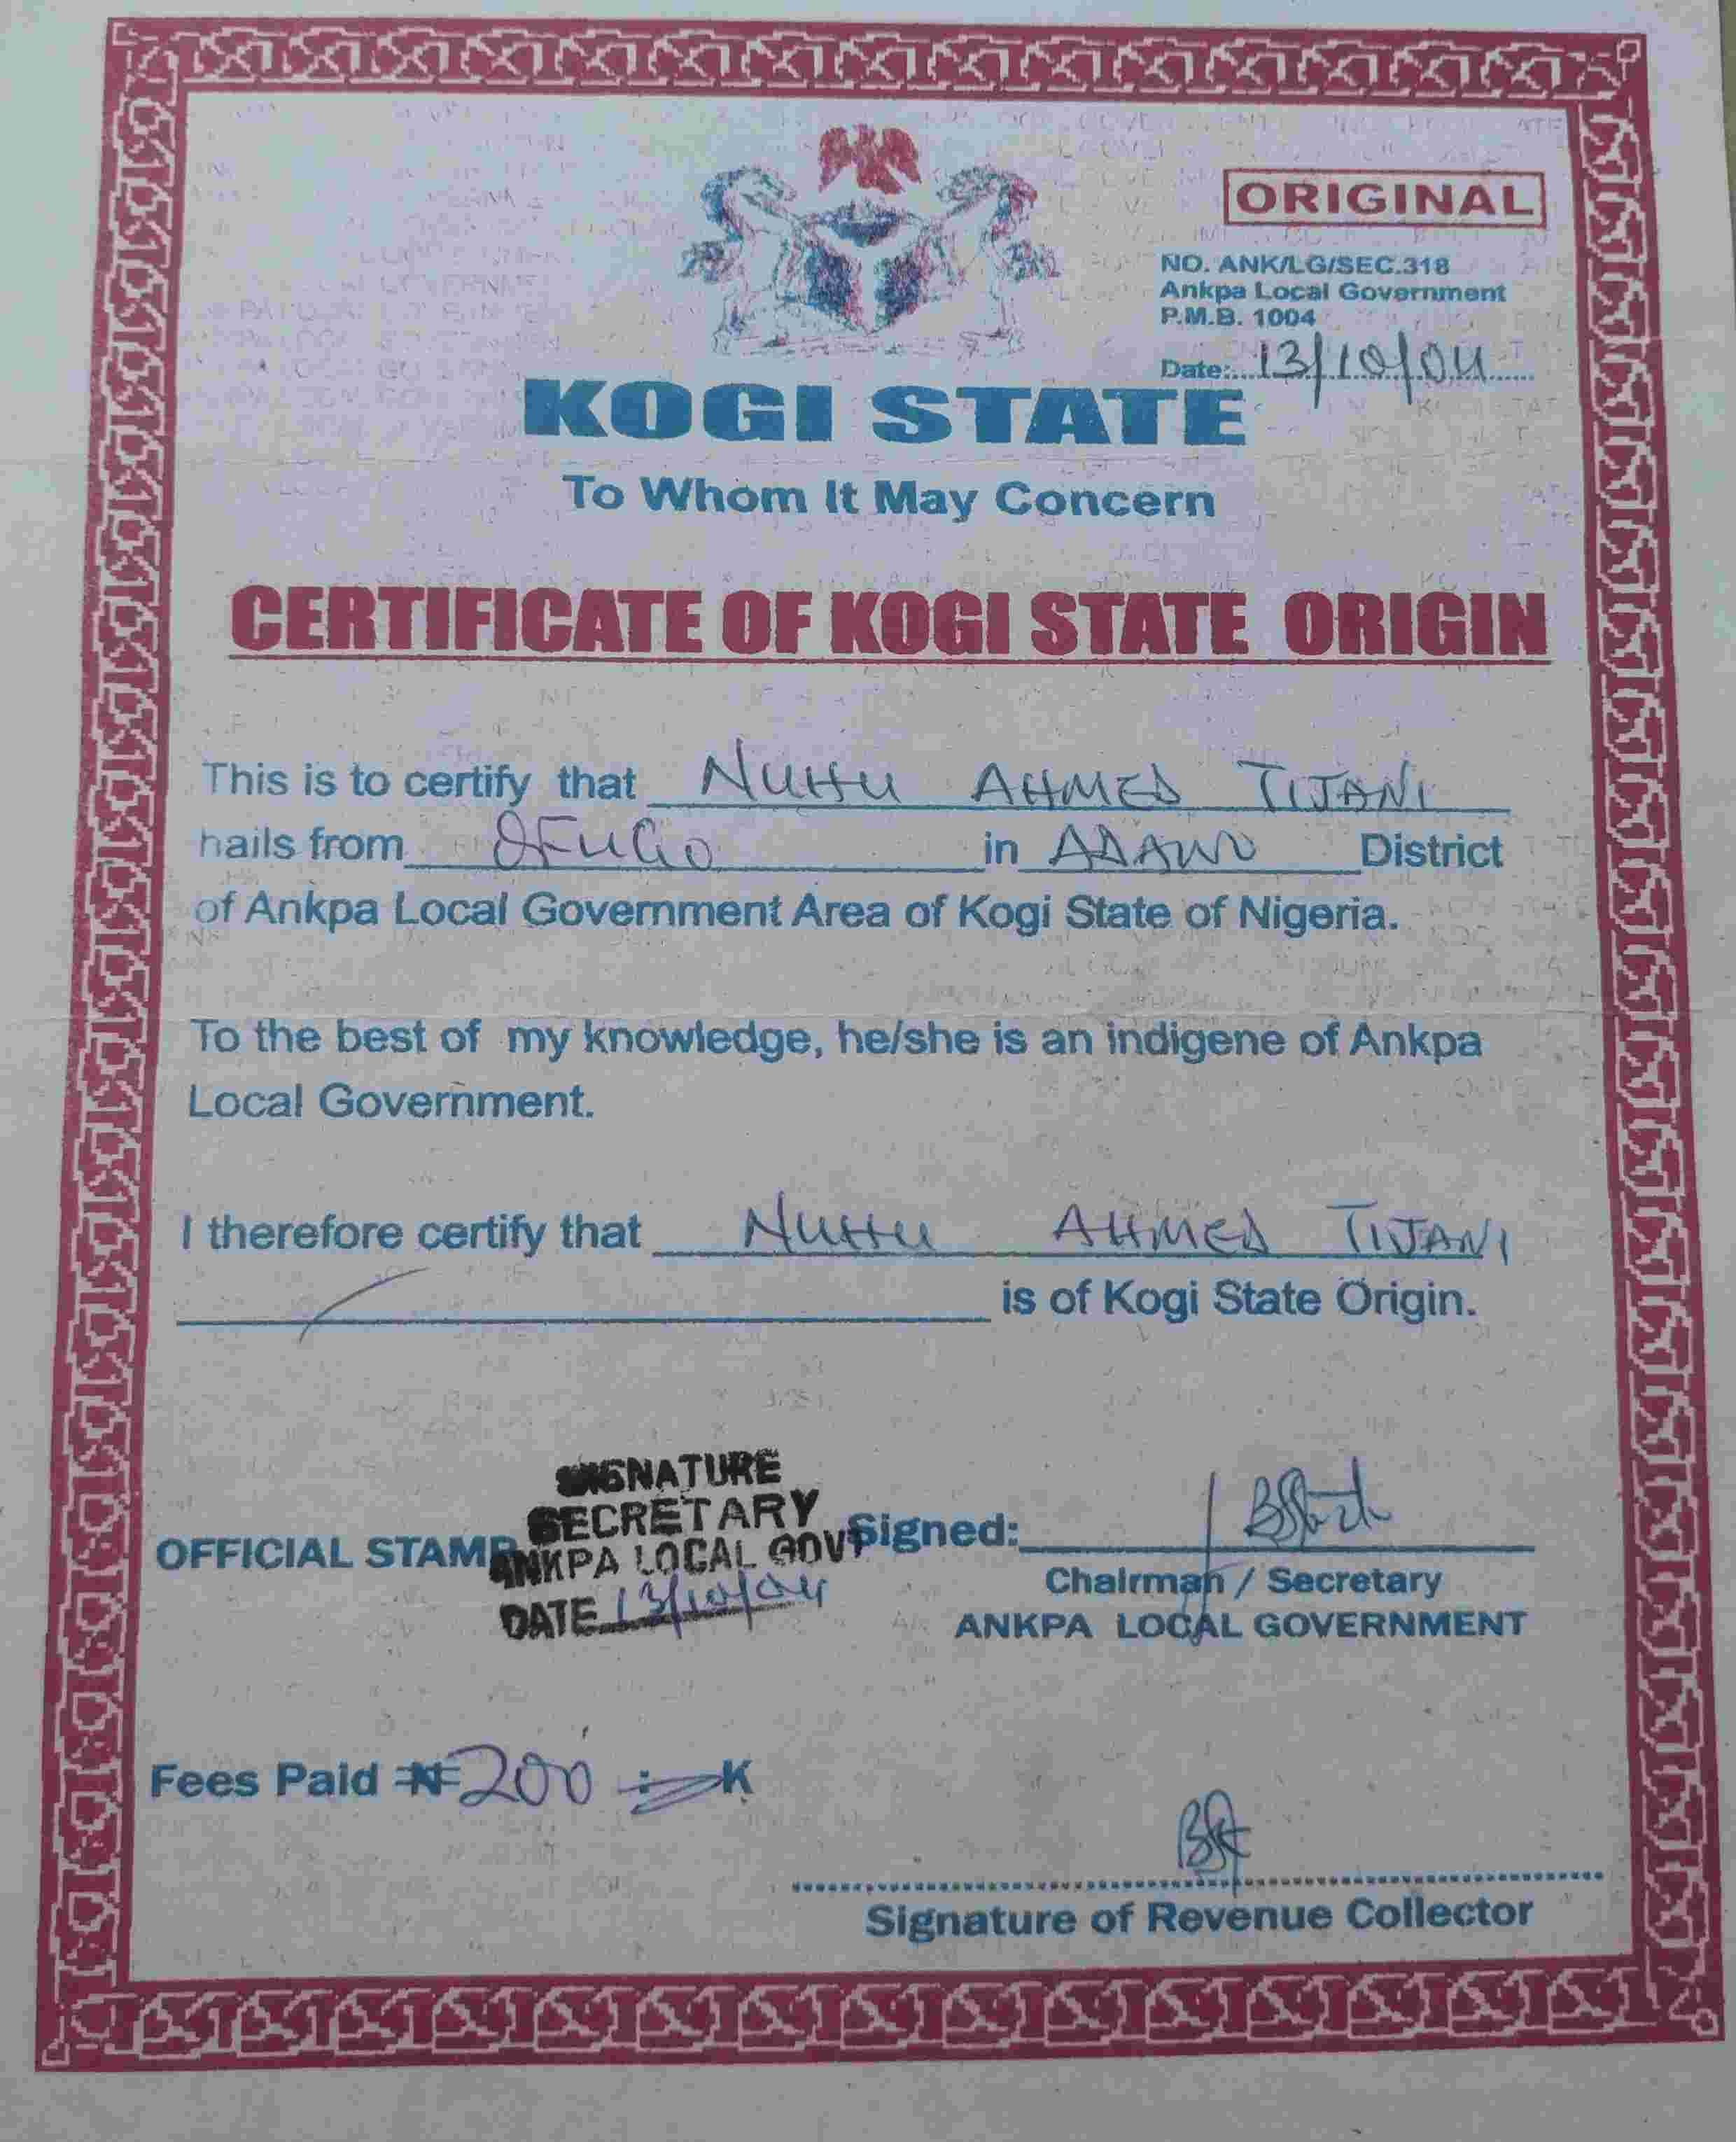 ORIGINAL
NO. ANK/LG/SEC.318
Ankpa Local Government
P.M.B. 1004
Date:....13/10/04
KOGI STATE
To Whom It May Concern
CERTIFICATE OF KOGI STATE ORIGIN
This is to certify that NUHU AHMED TIJANI
hails from OFUGO in ADAWO District
of Ankpa Local Government Area of Kogi State of Nigeria.
To the best of my knowledge, he/she is an indigene of Ankpa
Local Government.
I therefore certify that NUHU AHMED TIJANI
is of Kogi State Origin.
SIGNATURE
SECRETARY
OFFICIAL STAMP ANKPA LOCAL GOVT Signed:
DATE 13/10/04
Chairman / Secretary
ANKPA LOCAL GOVERNMENT
Fees Paid ₦200 : K
Signature of Revenue Collector